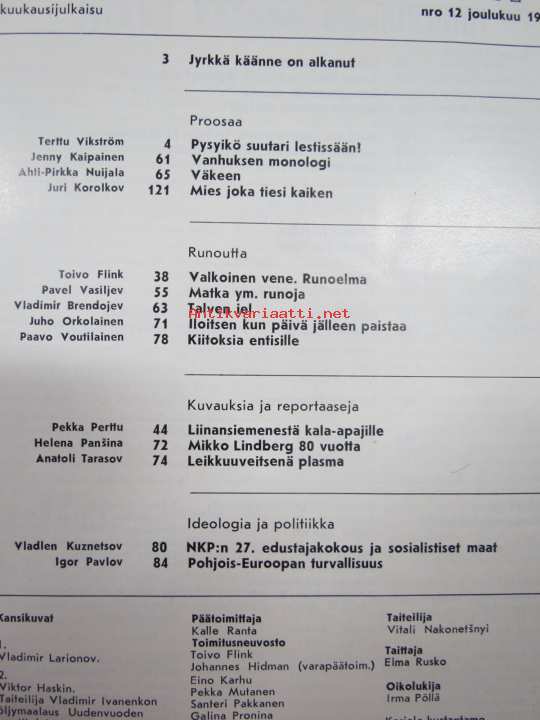 kuukausijulkaisu
nro 12 joulukuu 19
3 Jyrkkä käänne on alkanut
Proosaa
Terttu Vikström 4 Pysyikö suutari lestissään!
Jenny Kaipainen 61 Vanhuksen monologi
Ahti-Pirkka Nuijala 65 Väkeen
Juri Korolkov 121 Mies joka tiesi kaiken
Runoutta
Toivo Flink 38 Valkoinen vene. Runoelma
Pavel Vasiljev 55 Matka ym. runoja
Vladimir Brendojev 63 Talven jel
Antikvariaatti.net
Juho Orkolainen 71 Iloitsen kun päivä jälleen paistaa
Paavo Voutilainen 78 Kiitoksia entisille
Kuvauksia ja reportaaseja
Pekka Perttu 44 Liinansiemenestä kala-apajille
Helena Panšina 72 Mikko Lindberg 80 vuotta
Anatoli Tarasov 74 Leikkuuveitsenä plasma
Ideologia ja politiikka
Vladlen Kuznetsov 80 NKP:n 27. edustajakokous ja sosialistiset maat
Igor Pavlov 84 Pohjois-Euroopan turvallisuus
Kansikuvat
1.
Vladimir Larionov.
2.
Viktor Haskin.
Taiteilija Vladimir Ivanenkon
öljymaalaus Uudenvuoden
Päätoimittaja
Kalle Ranta
Toimitusneuvosto
Toivo Flink
Johannes Hidman (varapäätoim.)
Eino Karhu
Pekka Mutanen
Santeri Pakkanen
Galina Pronina
Taiteilija
Vitali Nakonetšnyi
Taittaja
Elma Rusko
Oikolukija
Irma Pöllä